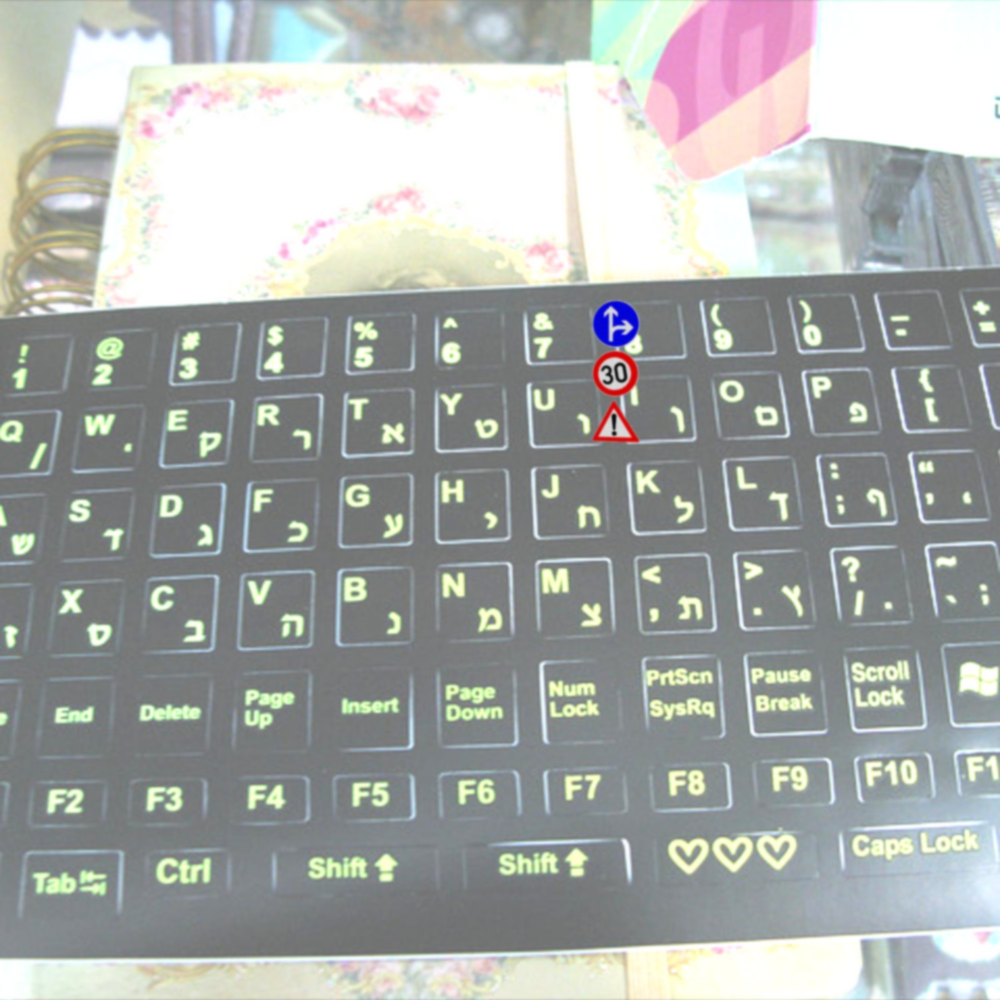 ! @ # $ % ^ & ( ) _ +
1 2 3 4 5 6 7 8 9 0 - =
30
Q / W . E ק R ר T א Y ט U ו I ן O ם P פ { [
!
ש S ד D ג F כ G ע H י J ח K ל L ד : ; ף “ , ،
ז X ס C ב V ה B נ N מ M צ < , ת > . ץ ? / . ~ ` ;
End Delete Page Up Insert Page Down Num Lock PrtScn SysRq Pause Break Scroll Lock
F2 F3 F4 F5 F6 F7 F8 F9 F10
Tab Ctrl Shift Shift Caps Lock